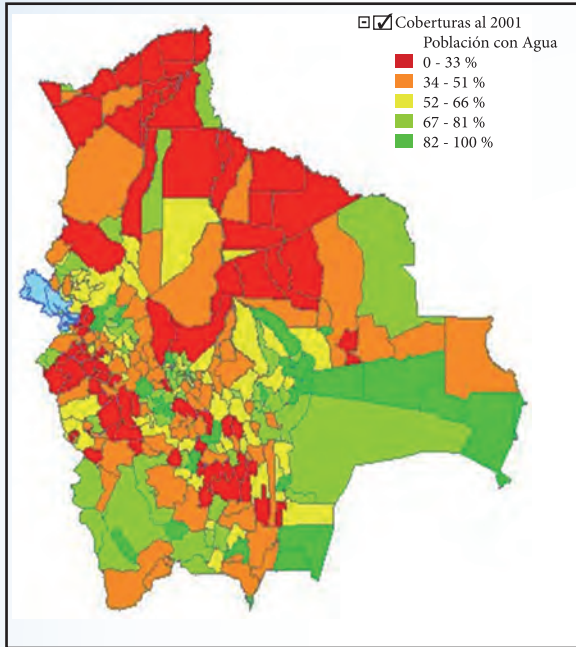 Coberturas al 2001
Población con Agua
0 - 33 %
34 - 51 %
52 - 66 %
67 - 81 %
82 - 100 %